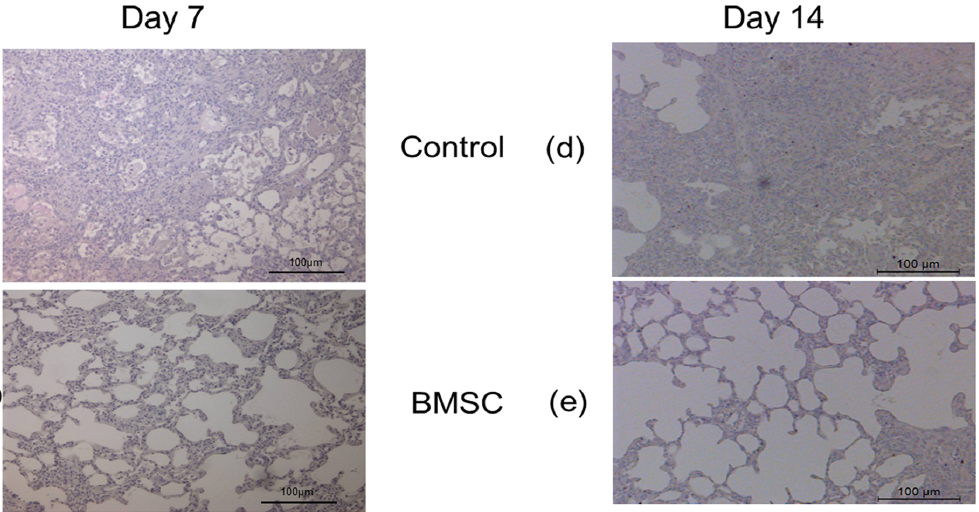 Day 7
Day 14
Control
(d)
100µm
100 µm
BMSC
(e)
100µm
100 µm